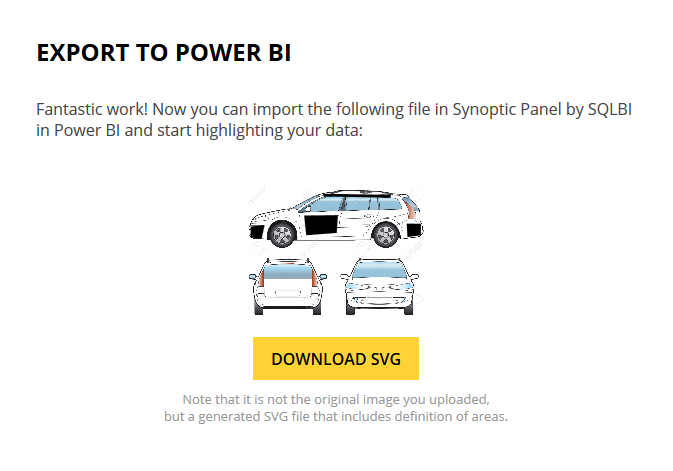 EXPORT TO POWER BI
Fantastic work! Now you can import the following file in Synoptic Panel by SQLBI
in Power BI and start highlighting your data:
DOWNLOAD SVG
Note that it is not the original image you uploaded,
but a generated SVG file that includes definition of areas.